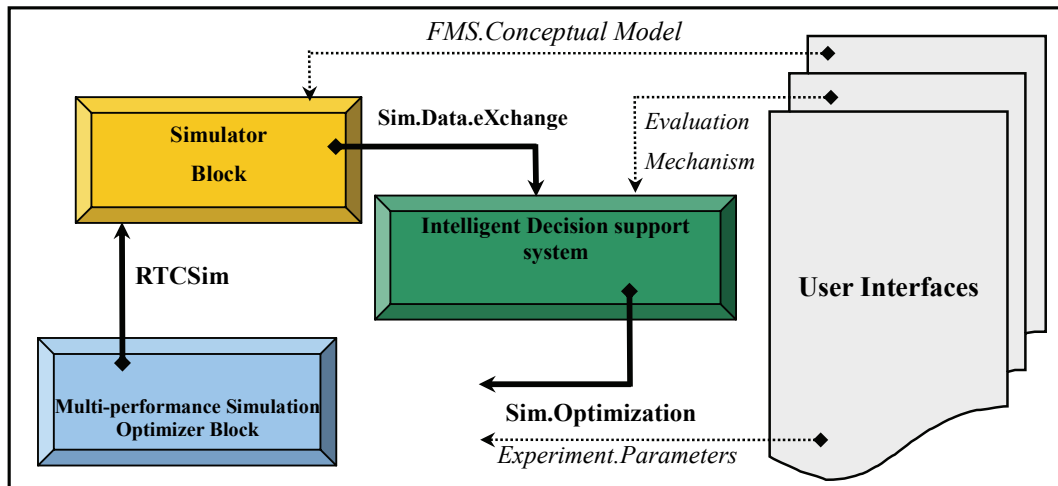 FMS.Conceptual Model
Simulator
Block
Sim.Data.eXchange
Evaluation
Mechanism
Intelligent Decision support
system
RTCSim
User Interfaces
Multi-performance Simulation
Optimizer Block
Sim.Optimization
Experiment.Parameters